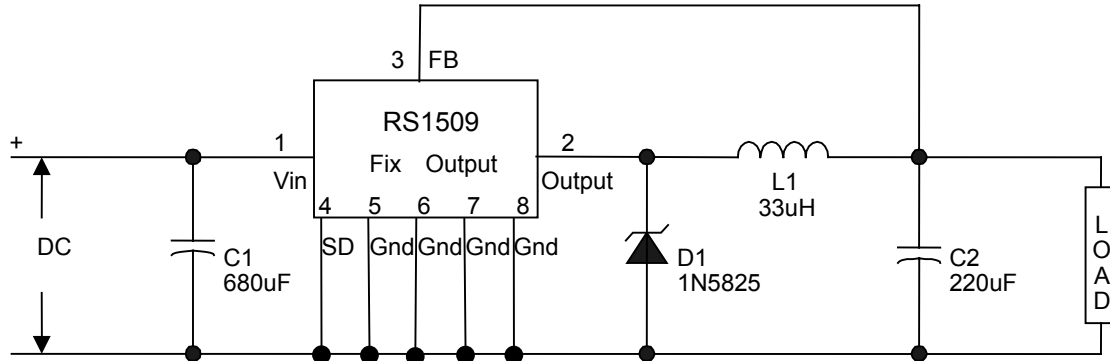 3 FB
RS1509
+
1
2
Fix Output
Vin
Output
4 5 6 7 8
SD Gnd Gnd Gnd Gnd
L1
33uH
DC
C1
680uF
D1
1N5825
C2
220uF
LOAD